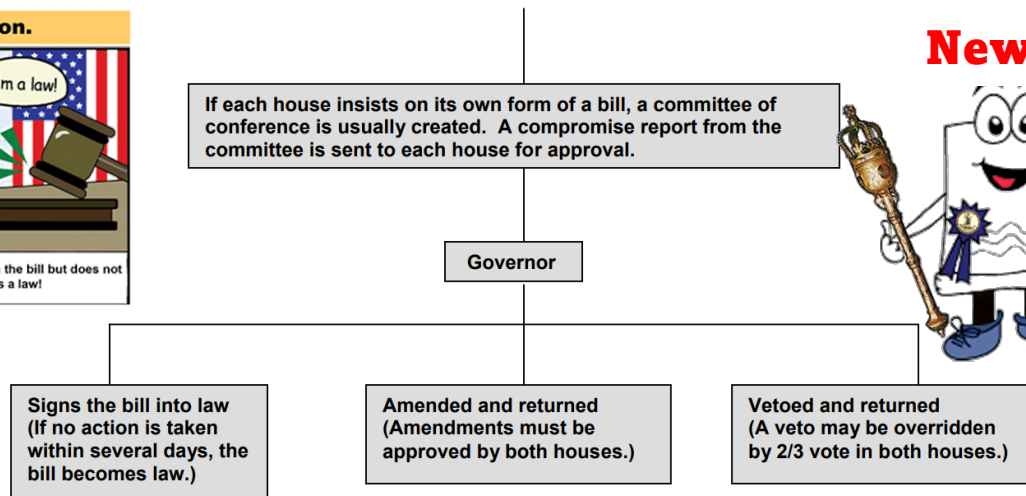 on.
m a law!
the bill but does not
s a law!
New
If each house insists on its own form of a bill, a committee of
conference is usually created. A compromise report from the
committee is sent to each house for approval.
Governor
Signs the bill into law
(If no action is taken
within several days, the
bill becomes law.)
Amended and returned
(Amendments must be
approved by both houses.)
Vetoed and returned
(A veto may be overridden
by 2/3 vote in both houses.)